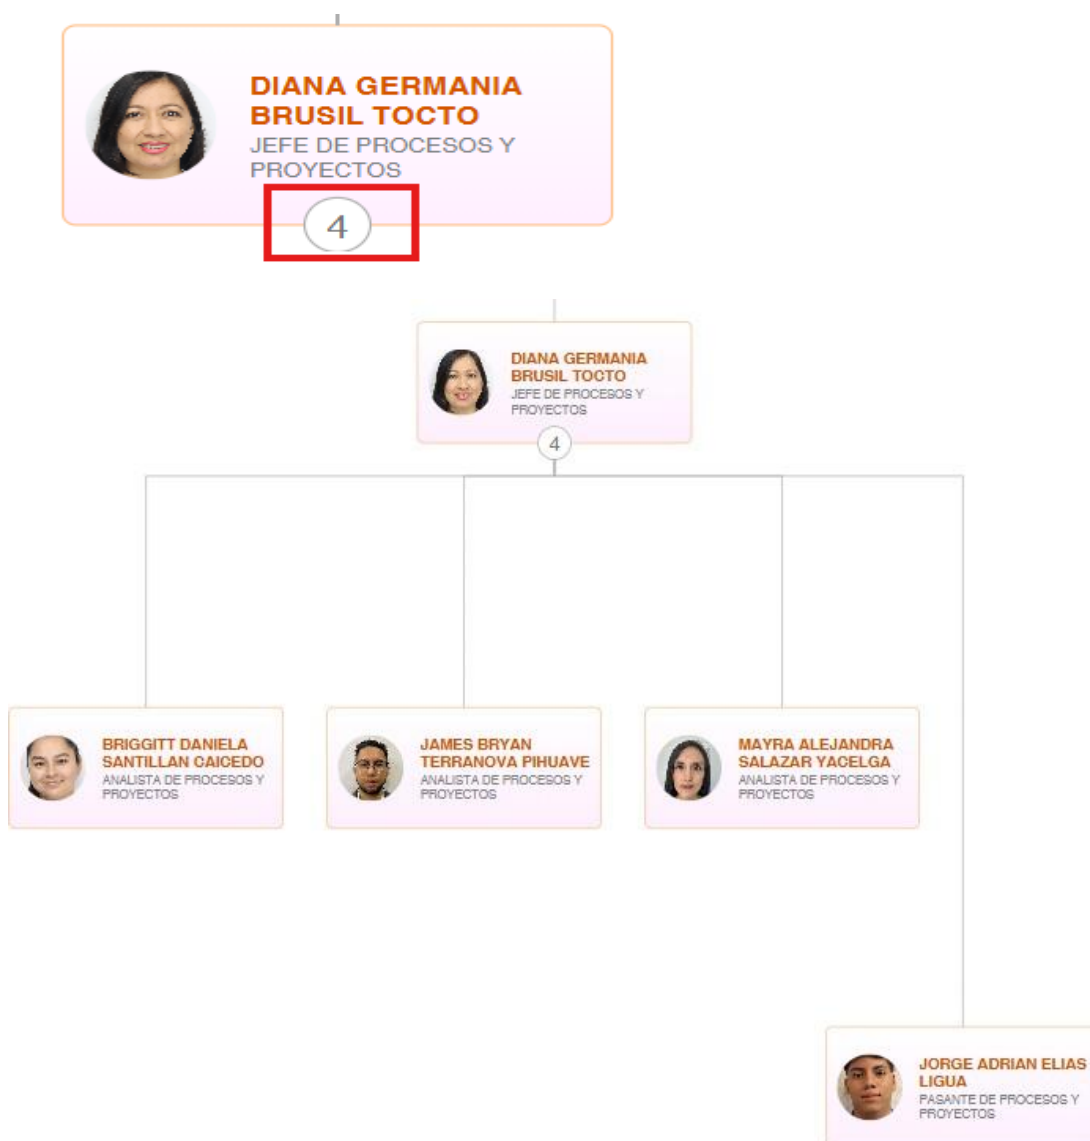 DIANA GERMANIA
BRUSIL TOCTO
JEFE DE PROCESOS Y
PROYECTOS
4
DIANA GERMANIA
BRUSIL TOCTO
JEFE DE PROCESOS Y
PROYECTOS
4
BRIGGITT DANIELA
SANTILLAN CAICEDO
ANALISTA DE PROCESOS Y
PROYECTOS
JAMES BRYAN
TERRANOVA PIHUAVE
ANALISTA DE PROCESOS Y
PROYECTOS
MAYRA ALEJANDRA
SALAZAR YACELGA
ANALISTA DE PROCESOS Y
PROYECTOS
JORGE ADRIAN ELIAS
LIGUA
PASANTE DE PROCESOS Y
PROYECTOS